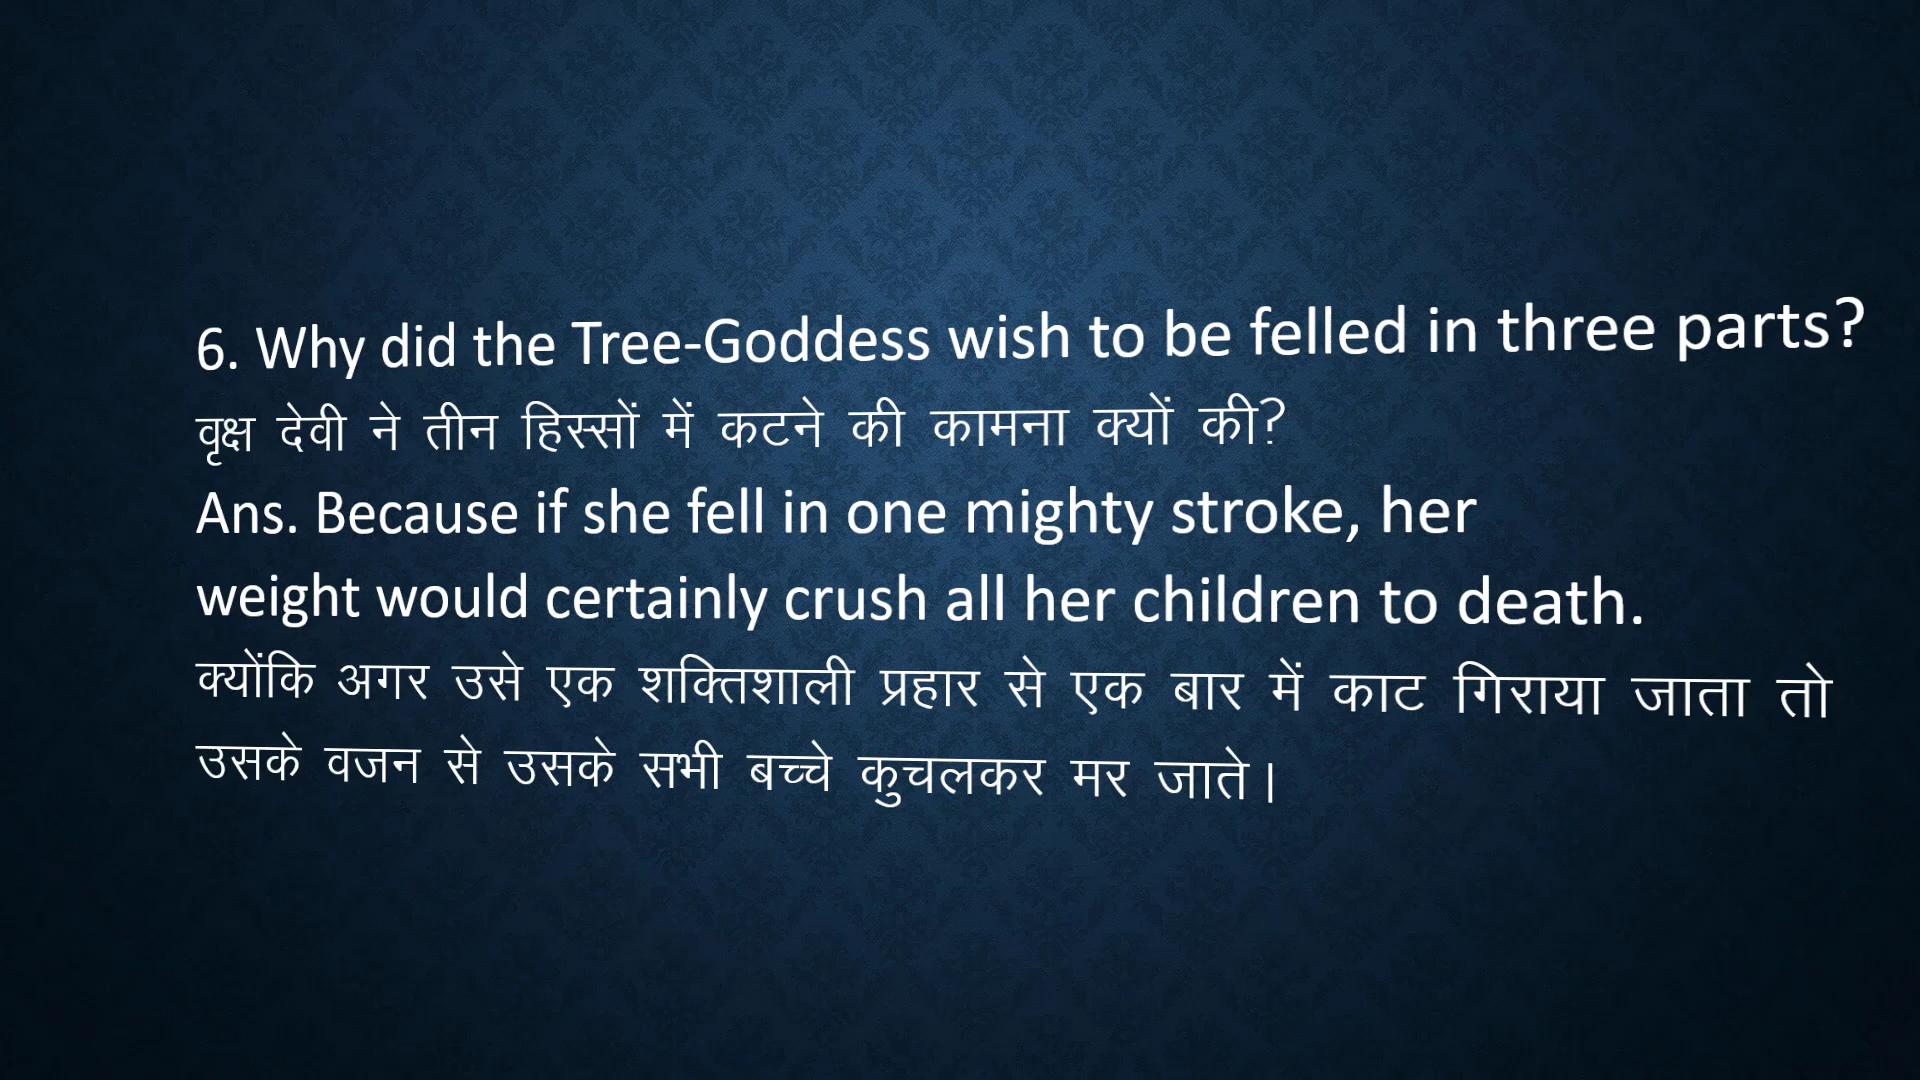 6. Why did the Tree-Goddess wish to be felled in three parts?
वृक्ष देवी ने तीन हिस्सों में कटने की कामना क्यों की?
Ans. Because if she fell in one mighty stroke, her
weight would certainly crush all her children to death.
क्योंकि अगर उसे एक शक्तिशाली प्रहार से एक बार में काट गिराया जाता तो
उसके वजन से उसके सभी बच्चे कुचलकर मर जाते।